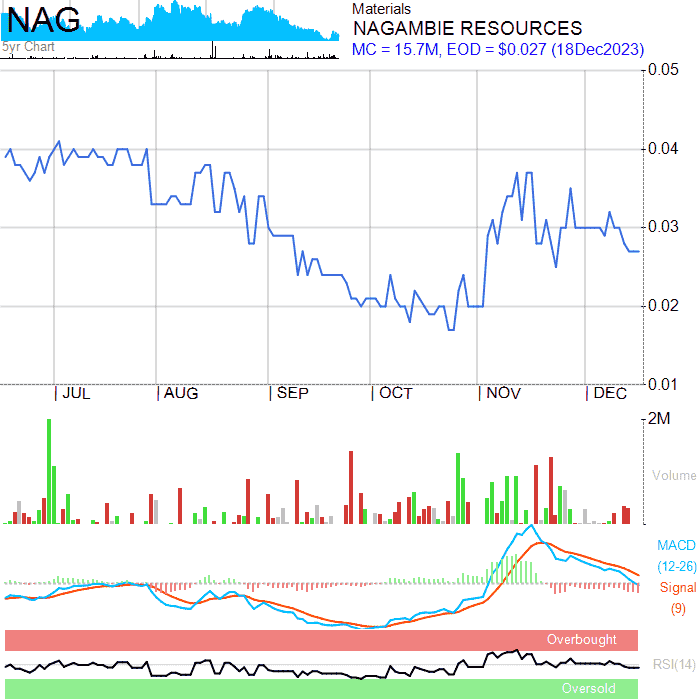 NAG
5yr Chart
Materials
NAGAMBIE RESOURCES
MC = 15.7M, EOD = $0.027 (18Dec2023)
0.05
0.04
0.03
0.02
0.01
JUL AUG SEP OCT NOV DEC
2M
Volume
MACD
(12-26)
Signal
(9)
Overbought
RSI(14)
Oversold